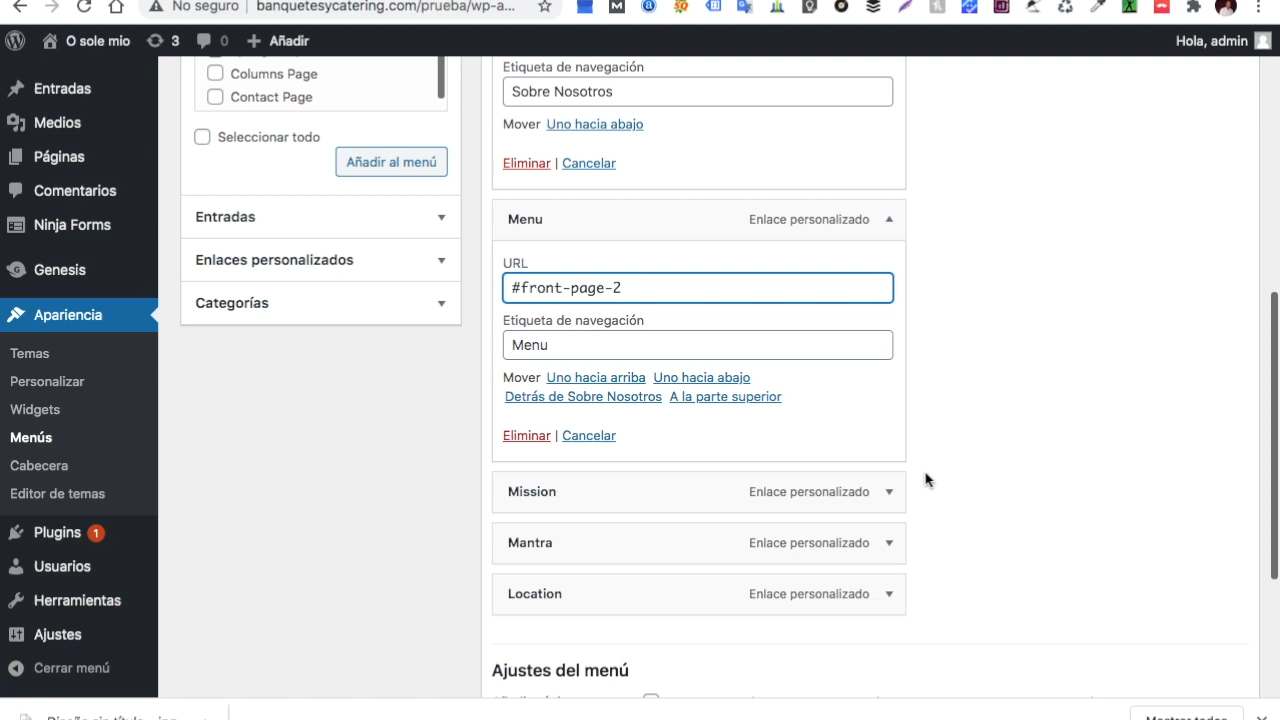 No seguro
banquetesycatering.com/prueba/wp-a...
O sole mio
3
0
Añadir
Hola, admin
Entradas
Medios
Páginas
Comentarios
Ninja Forms
Genesis
Apariencia
Temas
Personalizar
Widgets
Menús
Cabecera
Editor de temas
Plugins 1
Usuarios
Herramientas
Ajustes
Cerrar menú
Columns Page
Contact Page
Seleccionar todo
Añadir al menú
Entradas
Enlaces personalizados
Categorías
Etiqueta de navegación
Sobre Nosotros
Mover Uno hacia abajo
Eliminar | Cancelar
Menu Enlace personalizado
URL
#front-page-2
Etiqueta de navegación
Menu
Mover Uno hacia arriba Uno hacia abajo
Detrás de Sobre Nosotros A la parte superior
Eliminar | Cancelar
Mission Enlace personalizado
Mantra Enlace personalizado
Location Enlace personalizado
Ajustes del menú